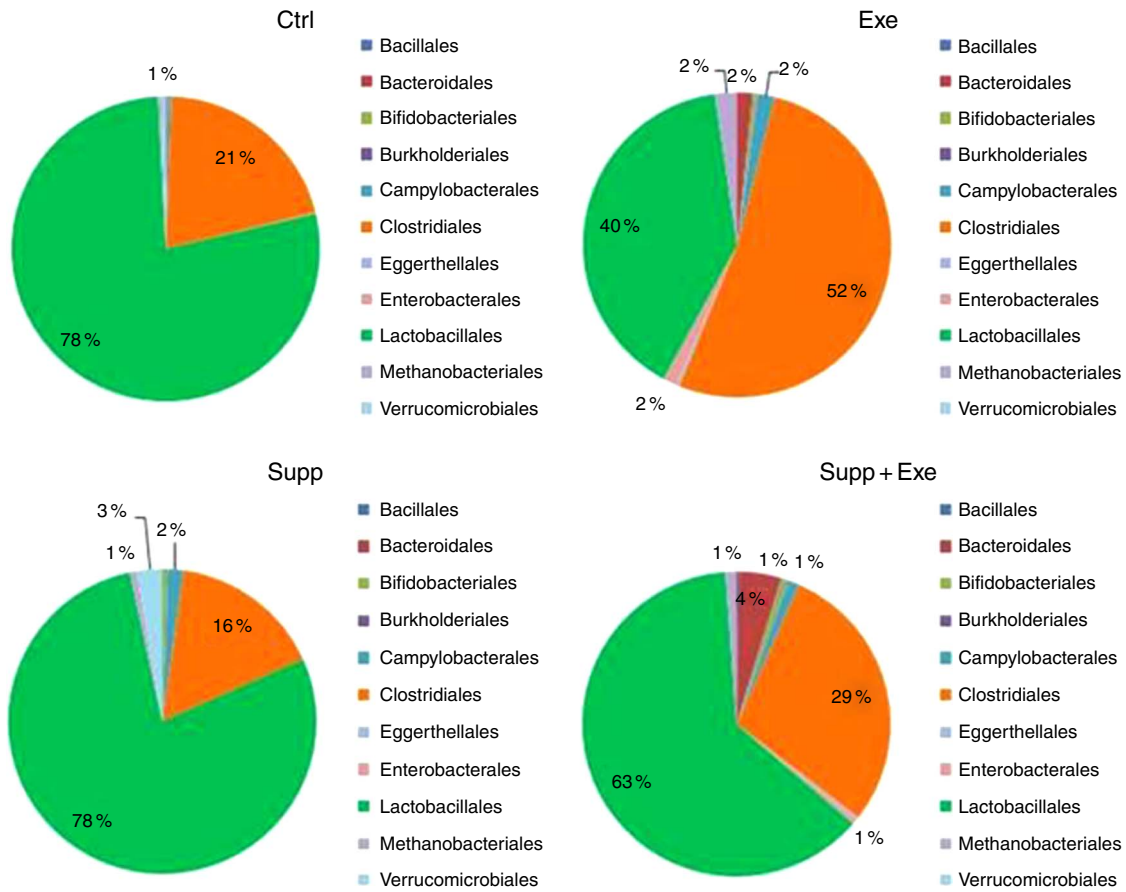 Ctrl
1 %
21 %
78 %
Bacillales
Bacteroidales
Bifidobacteriales
Burkholderiales
Campylobacterales
Clostridiales
Eggerthellales
Enterobacterales
Lactobacillales
Methanobacteriales
Verrucomicrobiales
Exe
2 %
2 %
2 %
40 %
52 %
2 %
Bacillales
Bacteroidales
Bifidobacteriales
Burkholderiales
Campylobacterales
Clostridiales
Eggerthellales
Enterobacterales
Lactobacillales
Methanobacteriales
Verrucomicrobiales
Supp
3 %
2 %
1 %
16 %
78 %
Bacillales
Bacteroidales
Bifidobacteriales
Burkholderiales
Campylobacterales
Clostridiales
Eggerthellales
Enterobacterales
Lactobacillales
Methanobacteriales
Verrucomicrobiales
Supp + Exe
1 %
1 %
1 %
4 %
29 %
63 %
1 %
Bacillales
Bacteroidales
Bifidobacteriales
Burkholderiales
Campylobacterales
Clostridiales
Eggerthellales
Enterobacterales
Lactobacillales
Methanobacteriales
Verrucomicrobiales